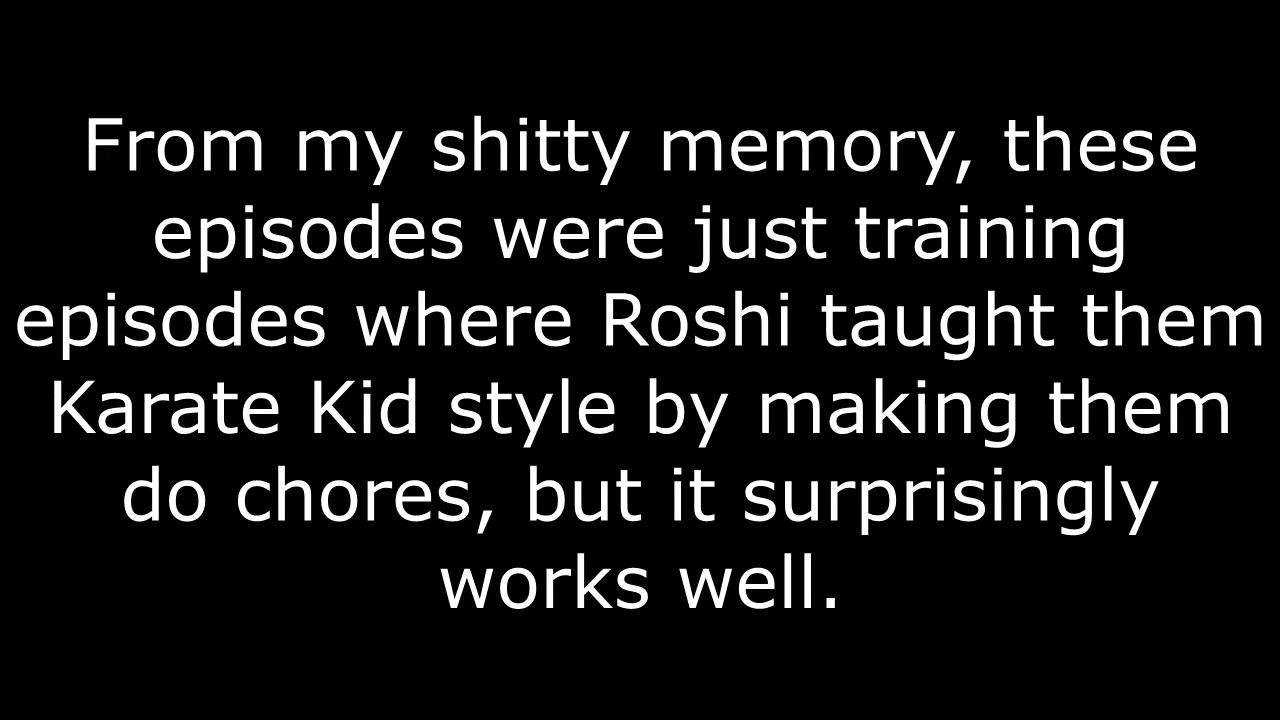 From my shitty memory, these
episodes were just training
episodes where Roshi taught them
Karate Kid style by making them
do chores, but it surprisingly
works well.